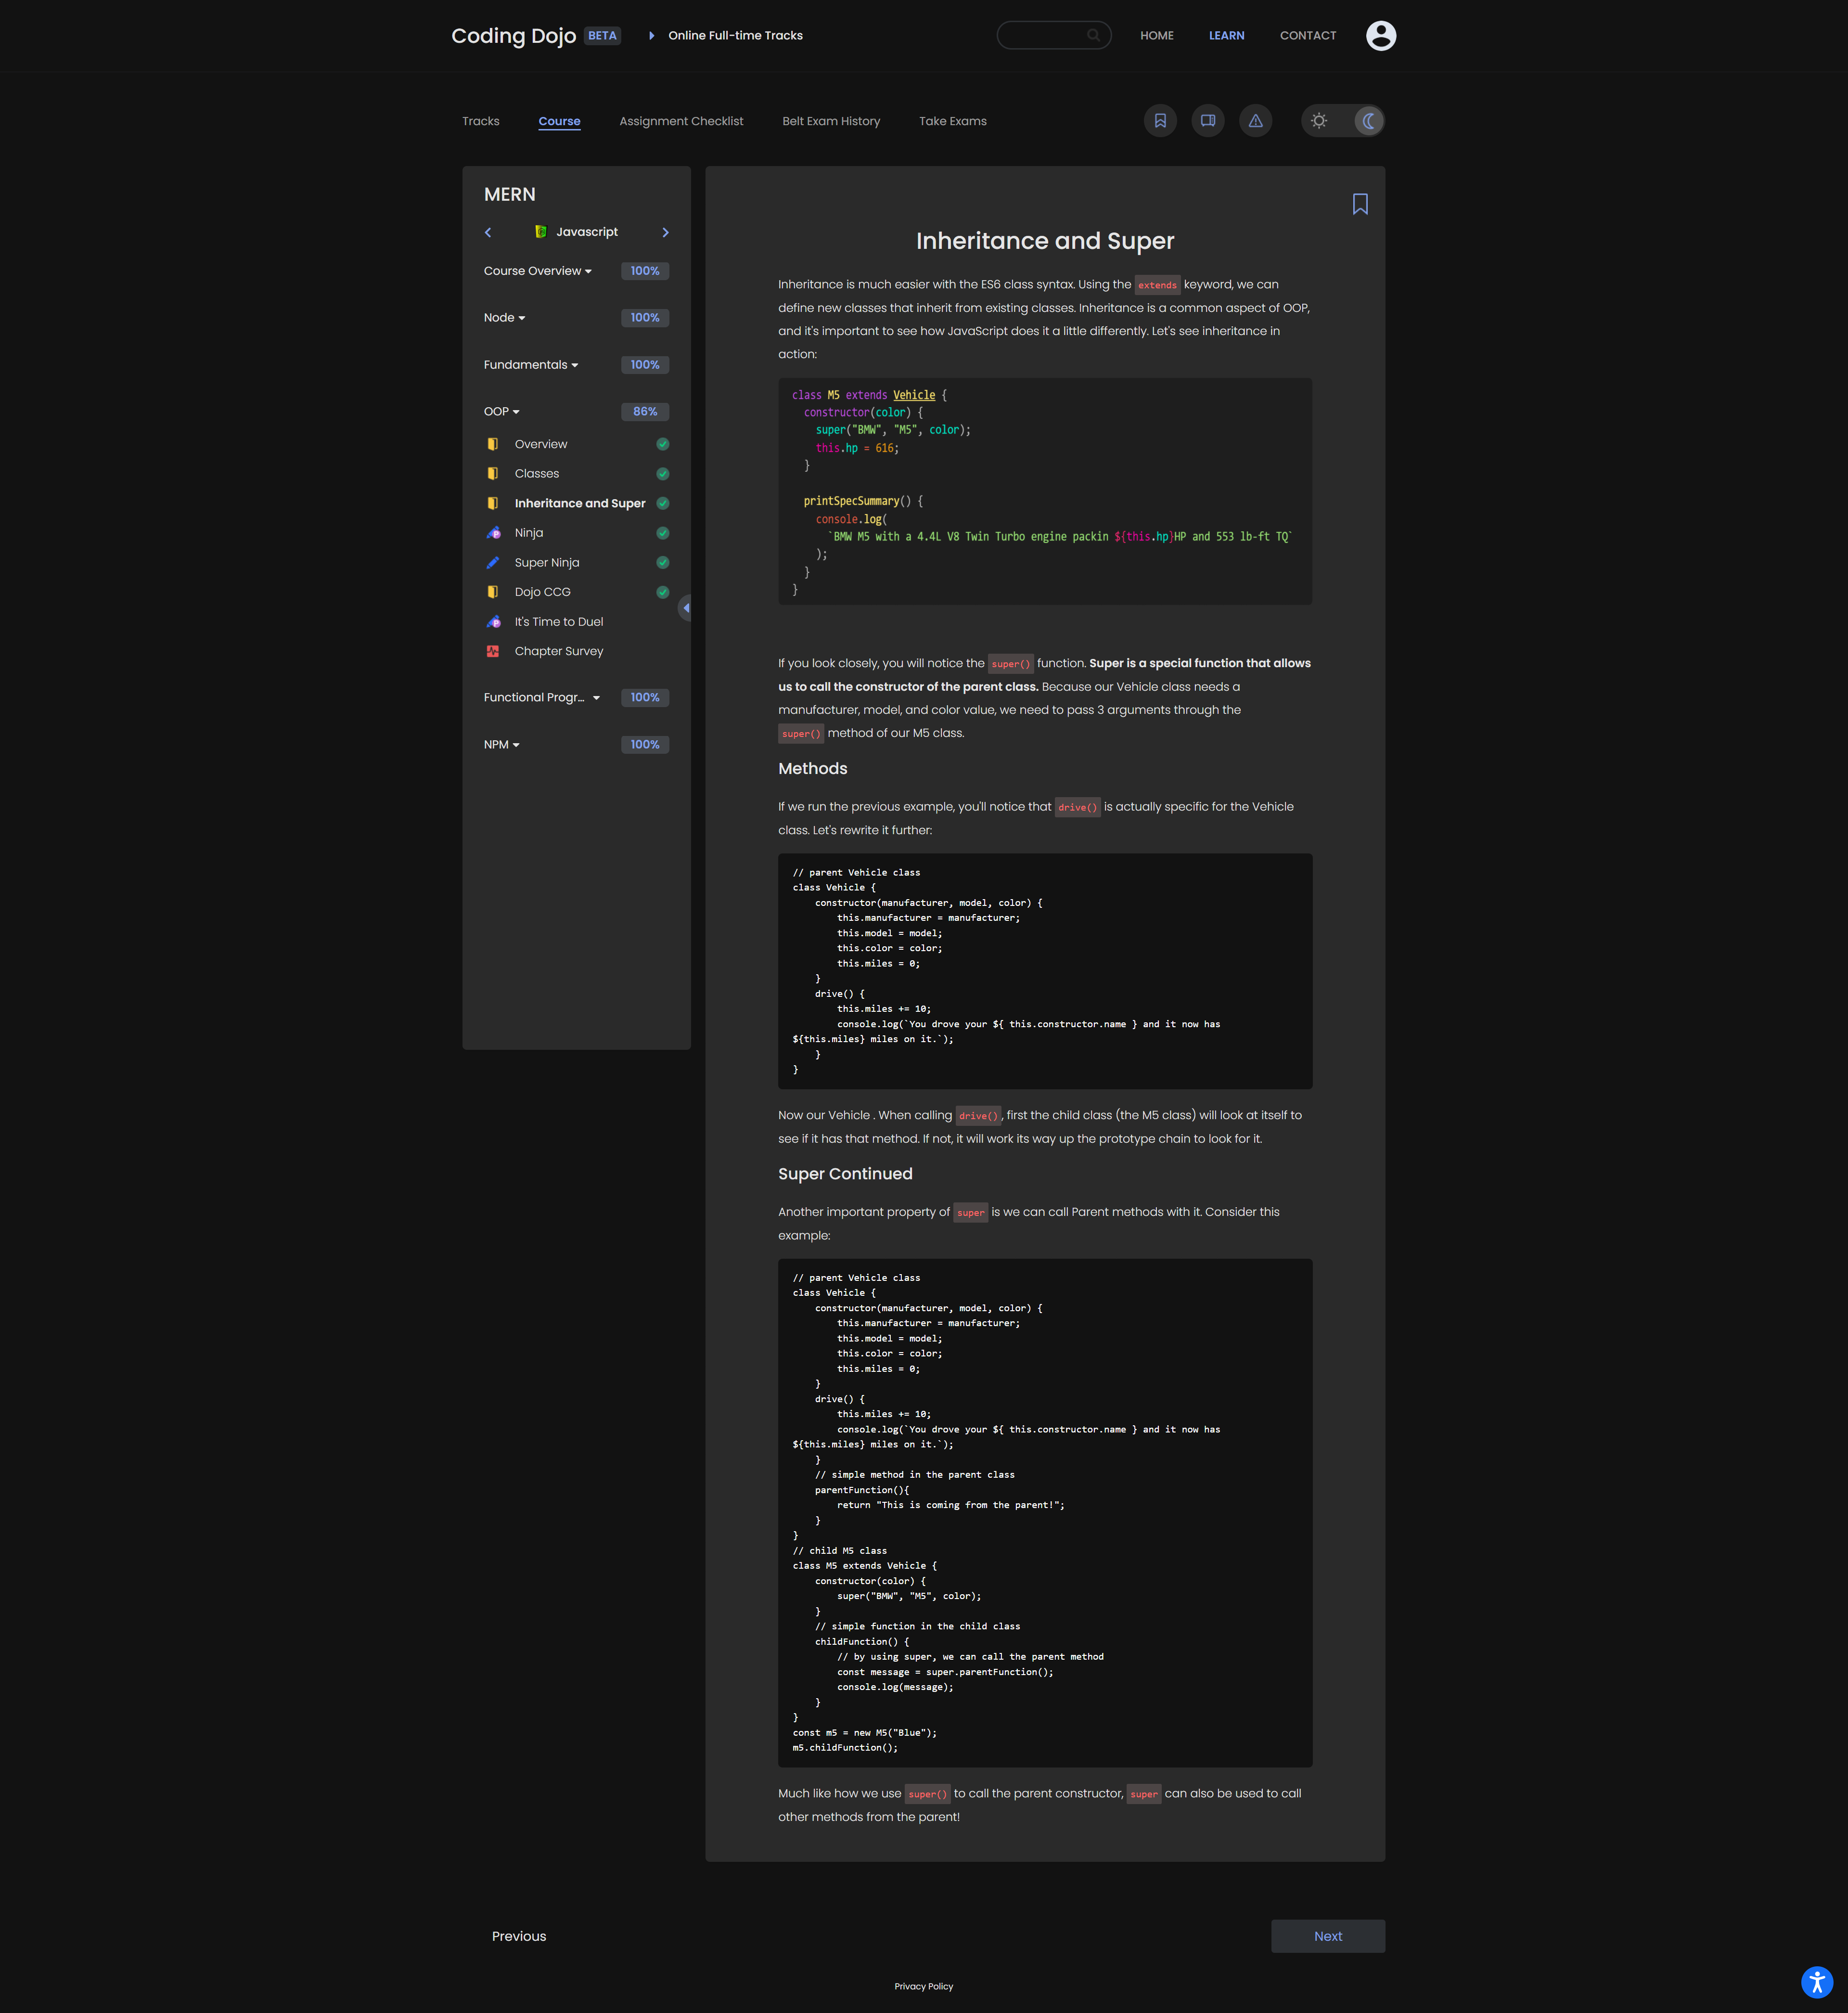 Coding Dojo BETA Online Full-time Tracks HOME LEARN CONTACT
Tracks Course Assignment Checklist Belt Exam History Take Exams
MERN
Javascript
Course Overview 100%
Node 100%
Fundamentals 100%
OOP 86%
Overview
Classes
Inheritance and Super
Ninja
Super Ninja
Dojo CCG
It's Time to Duel
Chapter Survey
Functional Progr... 100%
NPM 100%
Inheritance and Super
Inheritance is much easier with the ES6 class syntax. Using the extends keyword, we can
define new classes that inherit from existing classes. Inheritance is a common aspect of OOP,
and it's important to see how JavaScript does it a little differently. Let's see inheritance in
action:
class M5 extends Vehicle {
  constructor(color) {
    super("BMW", "M5", color);
    this.hp = 616;
  }

  printSpecSummary() {
    console.log(
      `BMW M5 with a 4.4L V8 Twin Turbo engine packin ${this.hp}HP and 553 lb-ft TQ`
    );
  }
}
If you look closely, you will notice the super() function. Super is a special function that allows
us to call the constructor of the parent class. Because our Vehicle class needs a
manufacturer, model, and color value, we need to pass 3 arguments through the
super() method of our M5 class.
Methods
If we run the previous example, you'll notice that drive() is actually specific for the Vehicle
class. Let's rewrite it further:
// parent Vehicle class
class Vehicle {
    constructor(manufacturer, model, color) {
        this.manufacturer = manufacturer;
        this.model = model;
        this.color = color;
        this.miles = 0;
    }
    drive() {
        this.miles += 10;
        console.log(`You drove your ${ this.constructor.name } and it now has
${this.miles} miles on it.`);
    }
}
Now our Vehicle . When calling drive(), first the child class (the M5 class) will look at itself to
see if it has that method. If not, it will work its way up the prototype chain to look for it.
Super Continued
Another important property of super is we can call Parent methods with it. Consider this
example:
// parent Vehicle class
class Vehicle {
    constructor(manufacturer, model, color) {
        this.manufacturer = manufacturer;
        this.model = model;
        this.color = color;
        this.miles = 0;
    }
    drive() {
        this.miles += 10;
        console.log(`You drove your ${ this.constructor.name } and it now has
${this.miles} miles on it.`);
    }
    // simple method in the parent class
    parentFunction(){
        return "This is coming from the parent!";
    }
}
// child M5 class
class M5 extends Vehicle {
    constructor(color) {
        super("BMW", "M5", color);
    }
    // simple function in the child class
    childFunction() {
        // by using super, we can call the parent method
        const message = super.parentFunction();
        console.log(message);
    }
}
const m5 = new M5("Blue");
m5.childFunction();
Much like how we use super() to call the parent constructor, super can also be used to call
other methods from the parent!
Previous Next
Privacy Policy